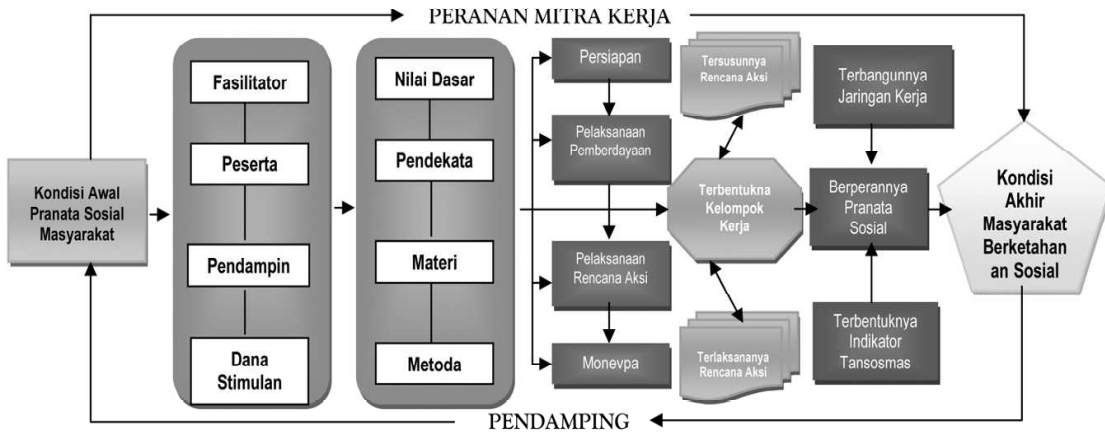 PERANAN MITRA KERJA
Kondisi Awal
Pranata Sosial
Masyarakat
Fasilitator
Peserta
Pendampin
Dana
Stimulan
Nilai Dasar
Pendekata
Materi
Metoda
Persiapan
Pelaksanaan
Pemberdayaan
Pelaksanaan
Rencana Aksi
Monevpa
Tersusunnya
Rencana Aksi
Terbentukna
Kelompok
Kerja
Terlaksananya
Rencana Aksi
Terbangunnya
Jaringan Kerja
Berperannya
Pranata
Sosial
Terbentuknya
Indikator
Tansosmas
Kondisi
Akhir
Masyarakat
Berketahan
an Sosial
PENDAMPING